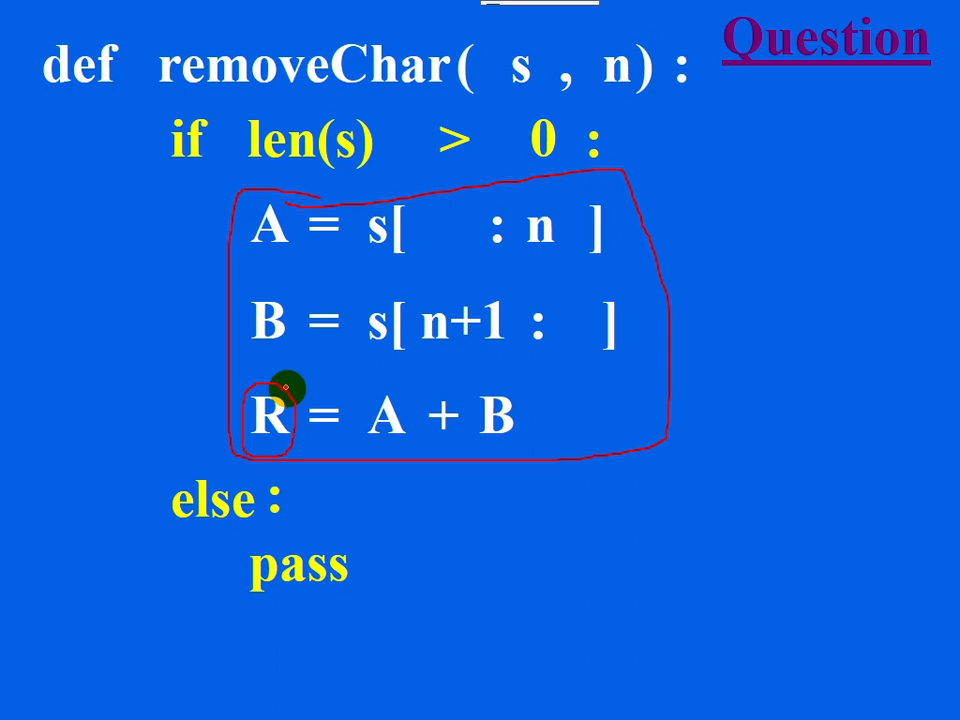 Question
def removeChar( s , n) :
if len(s) > 0 :
A = s[ : n ]
B = s[ n+1 : ]
R = A + B
else :
pass